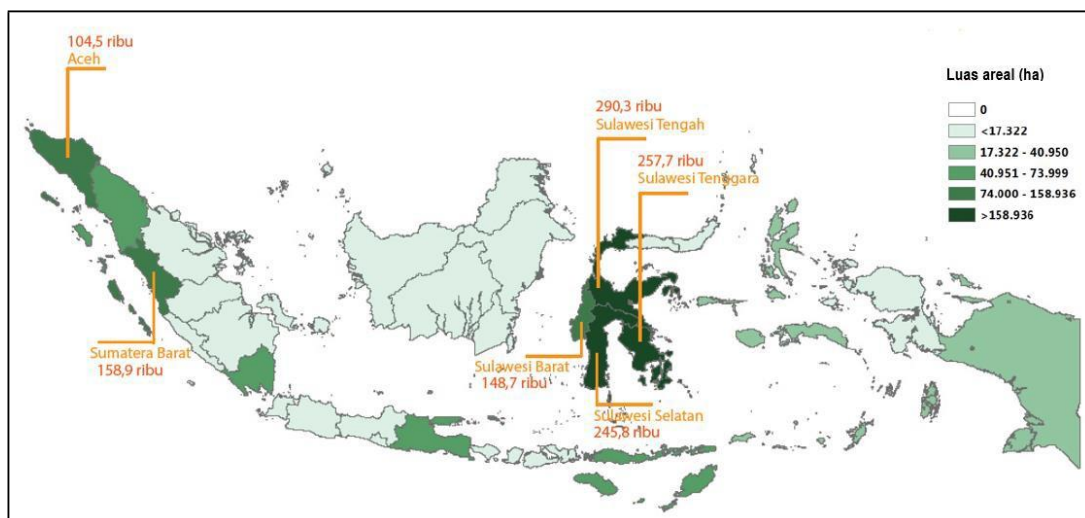 104,5 ribu
Aceh
290,3 ribu
Sulawesi Tengah
257,7 ribu
Sulawesi Tenggara
Luas areal (ha)
0
<17.322
17.322 - 40.950
40.951 - 73.999
74.000 - 158.936
>158.936
Sumatera Barat
158,9 ribu
Sulawesi Barat
148,7 ribu
Sulawesi Selatan
245,8 ribu